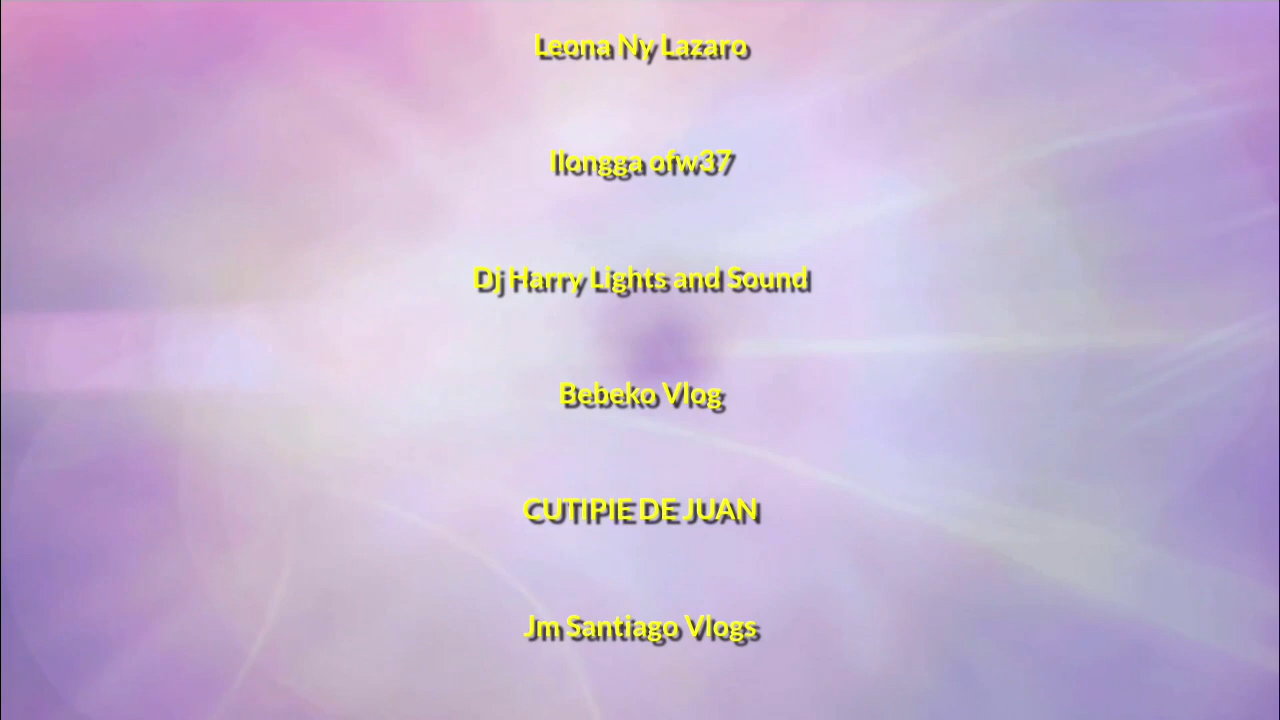 Leona Ny Lazaro
Ilongga ofw37
Dj Harry Lights and Sound
Bebeko Vlog
CUTIPIE DE JUAN
Jm Santiago Vlogs